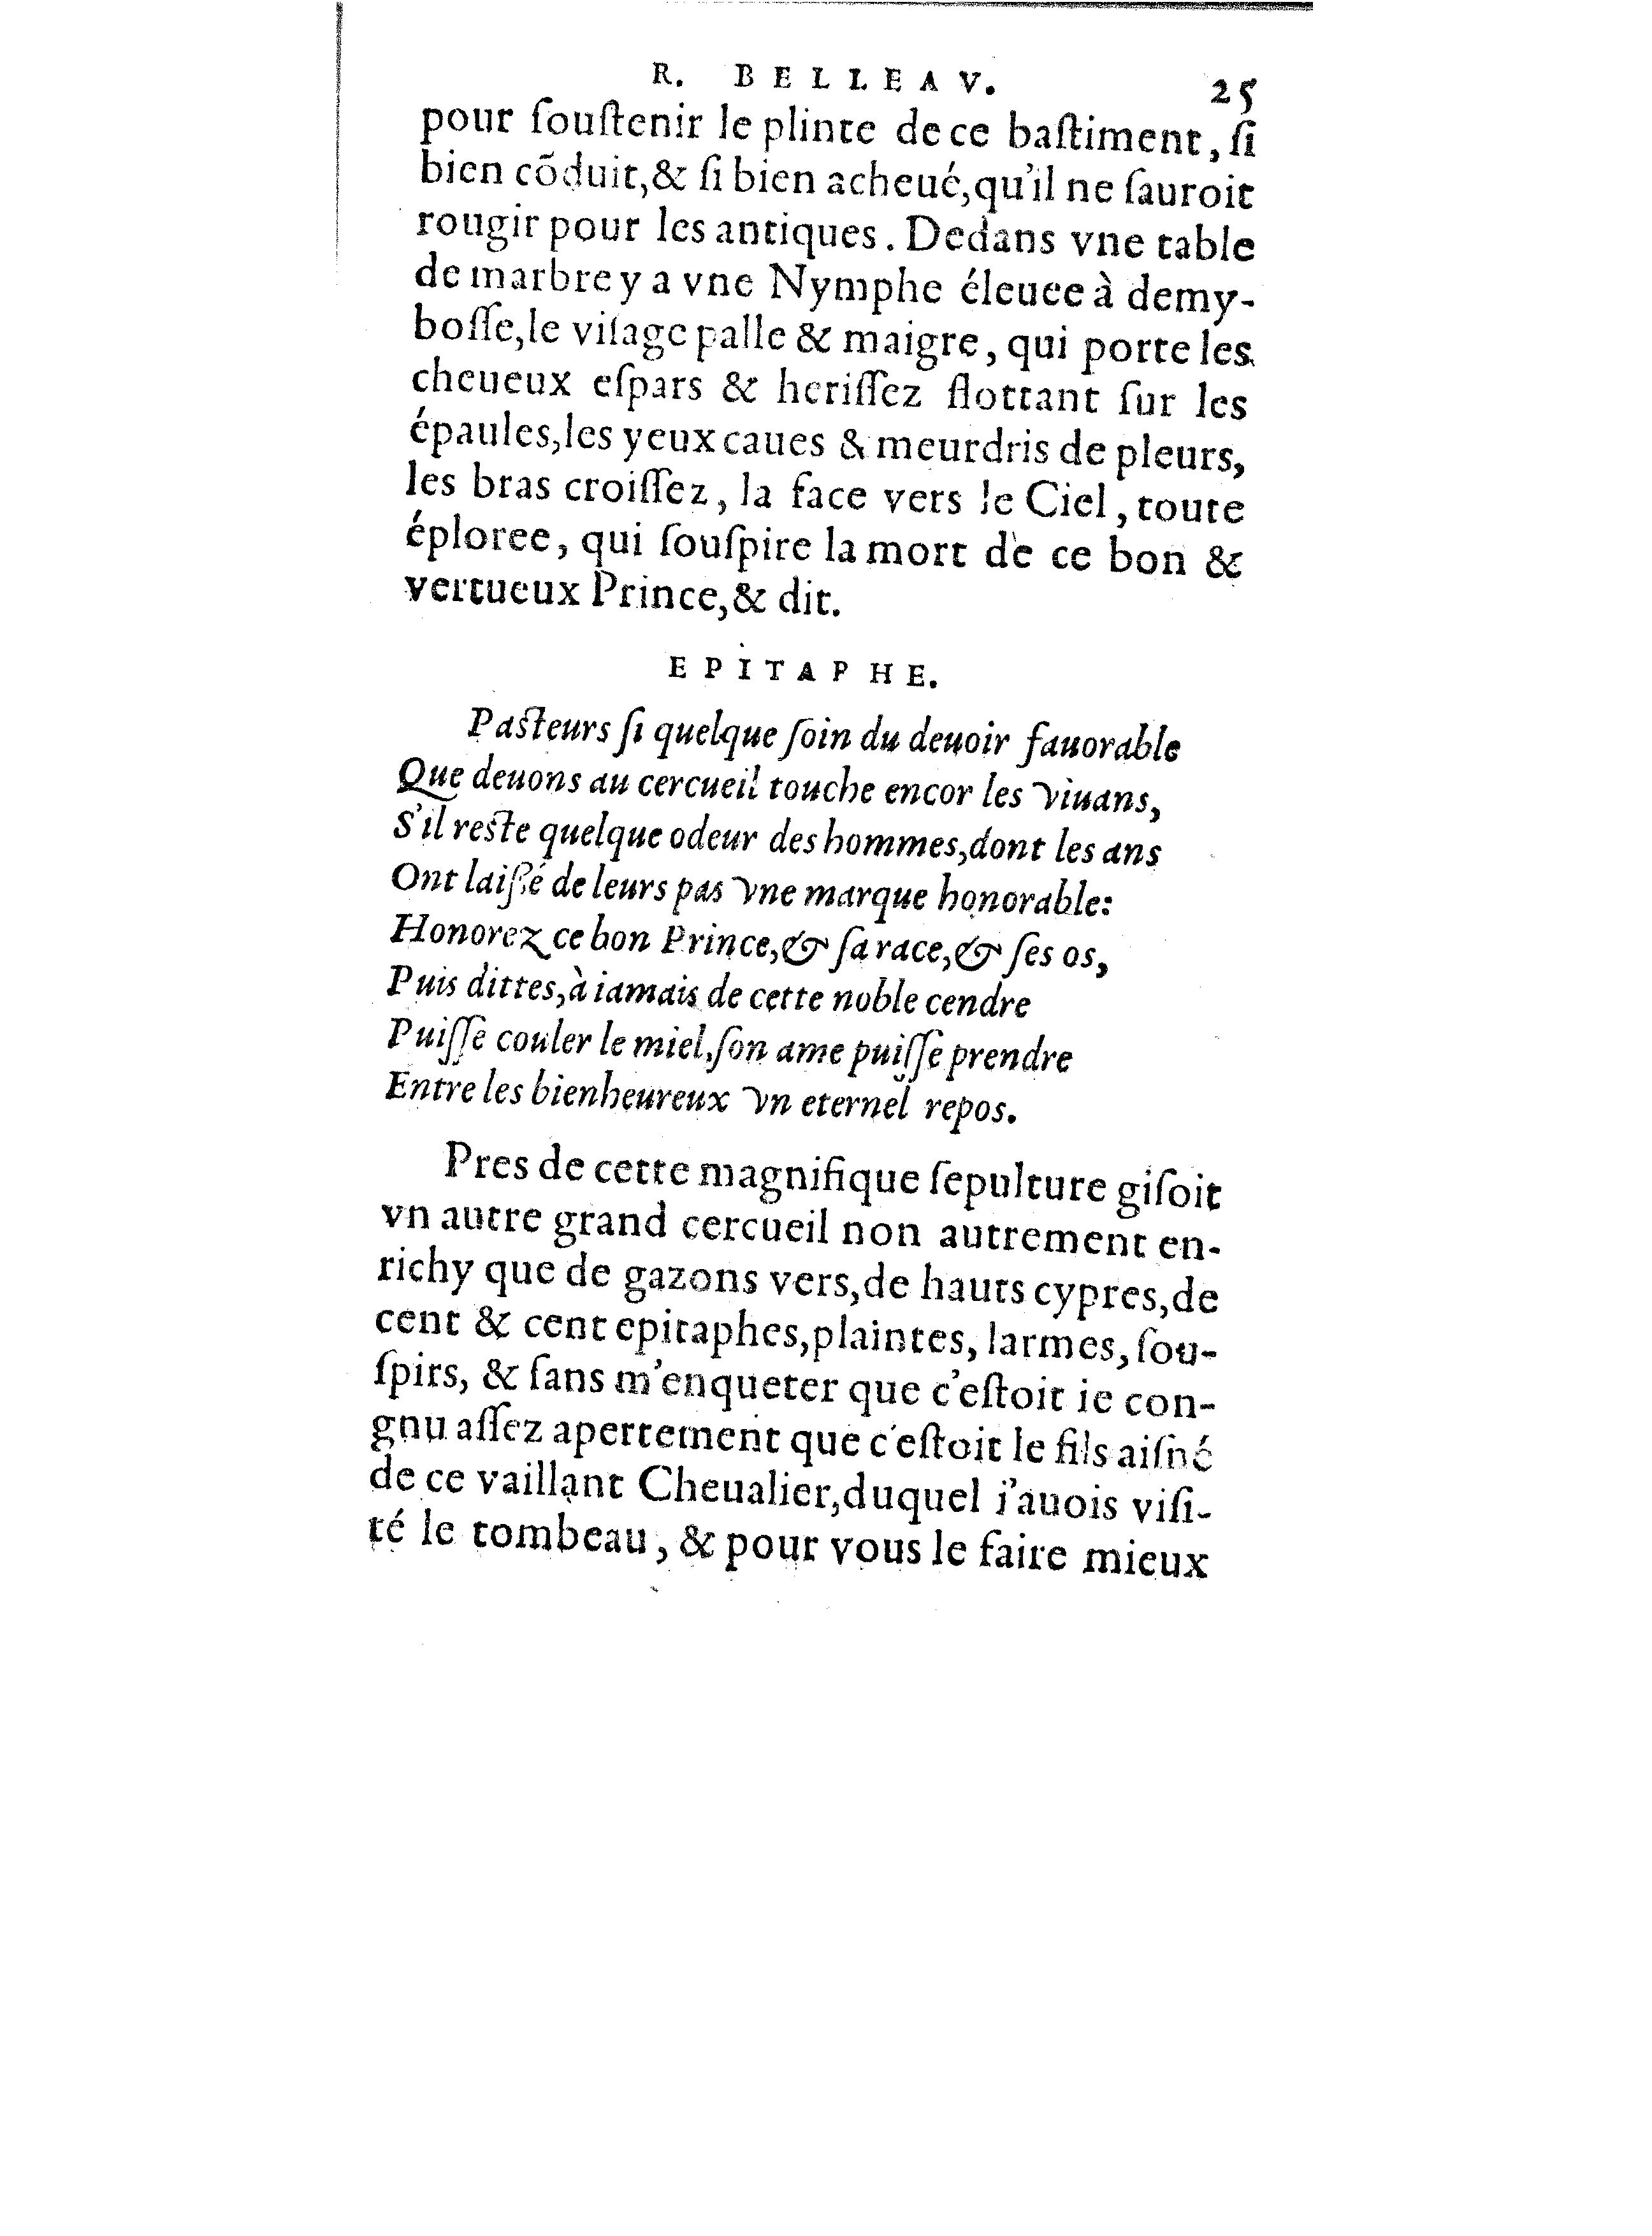 R. BELLEAV. 25
pour ſouſtenir le plinte de ce baſtiment, ſi
bien cõduit,& ſi bien acheué,qu'il ne ſauroit
rougir pour les antiques. Dedans vne table
de marbre y a vne Nymphe éleuee à demy-
boſſe,le viſage palle & maigre, qui porte les
cheueux eſpars & heriſſez flottant ſur les
épaules,les yeux caues & meurdris de pleurs,
les bras croiſſez, la face vers le Ciel, toute
éploree, qui ſouſpire la mort de ce bon &
vertueux Prince,& dit.
EPITAPHE.
Paſteurs ſi quelque ſoin du deuoir fauorable
Que deuons au cercueil touche encor les viuans,
S'il reſte quelque odeur des hommes,dont les ans
Ont laißé de leurs pas vne marque honorable:
Honorez ce bon Prince,& ſa race,& ſes os,
Puis dittes,à iamais de cette noble cendre
Puiſſe couler le miel,ſon ame puiſſe prendre
Entre les bienheureux vn eternel repos.
Pres de cette magnifique ſepulture giſoit
vn autre grand cercueil non autrement en-
richy que de gazons vers,de hauts cypres,de
cent & cent epitaphes,plaintes, larmes, ſou-
ſpirs, & ſans m'enqueter que c'eſtoit ie con-
gnu aſſez apertement que c'eſtoit le fils aiſné
de ce vaillant Cheualier,duquel j'auois viſi-
té le tombeau, & pour vous le faire mieux